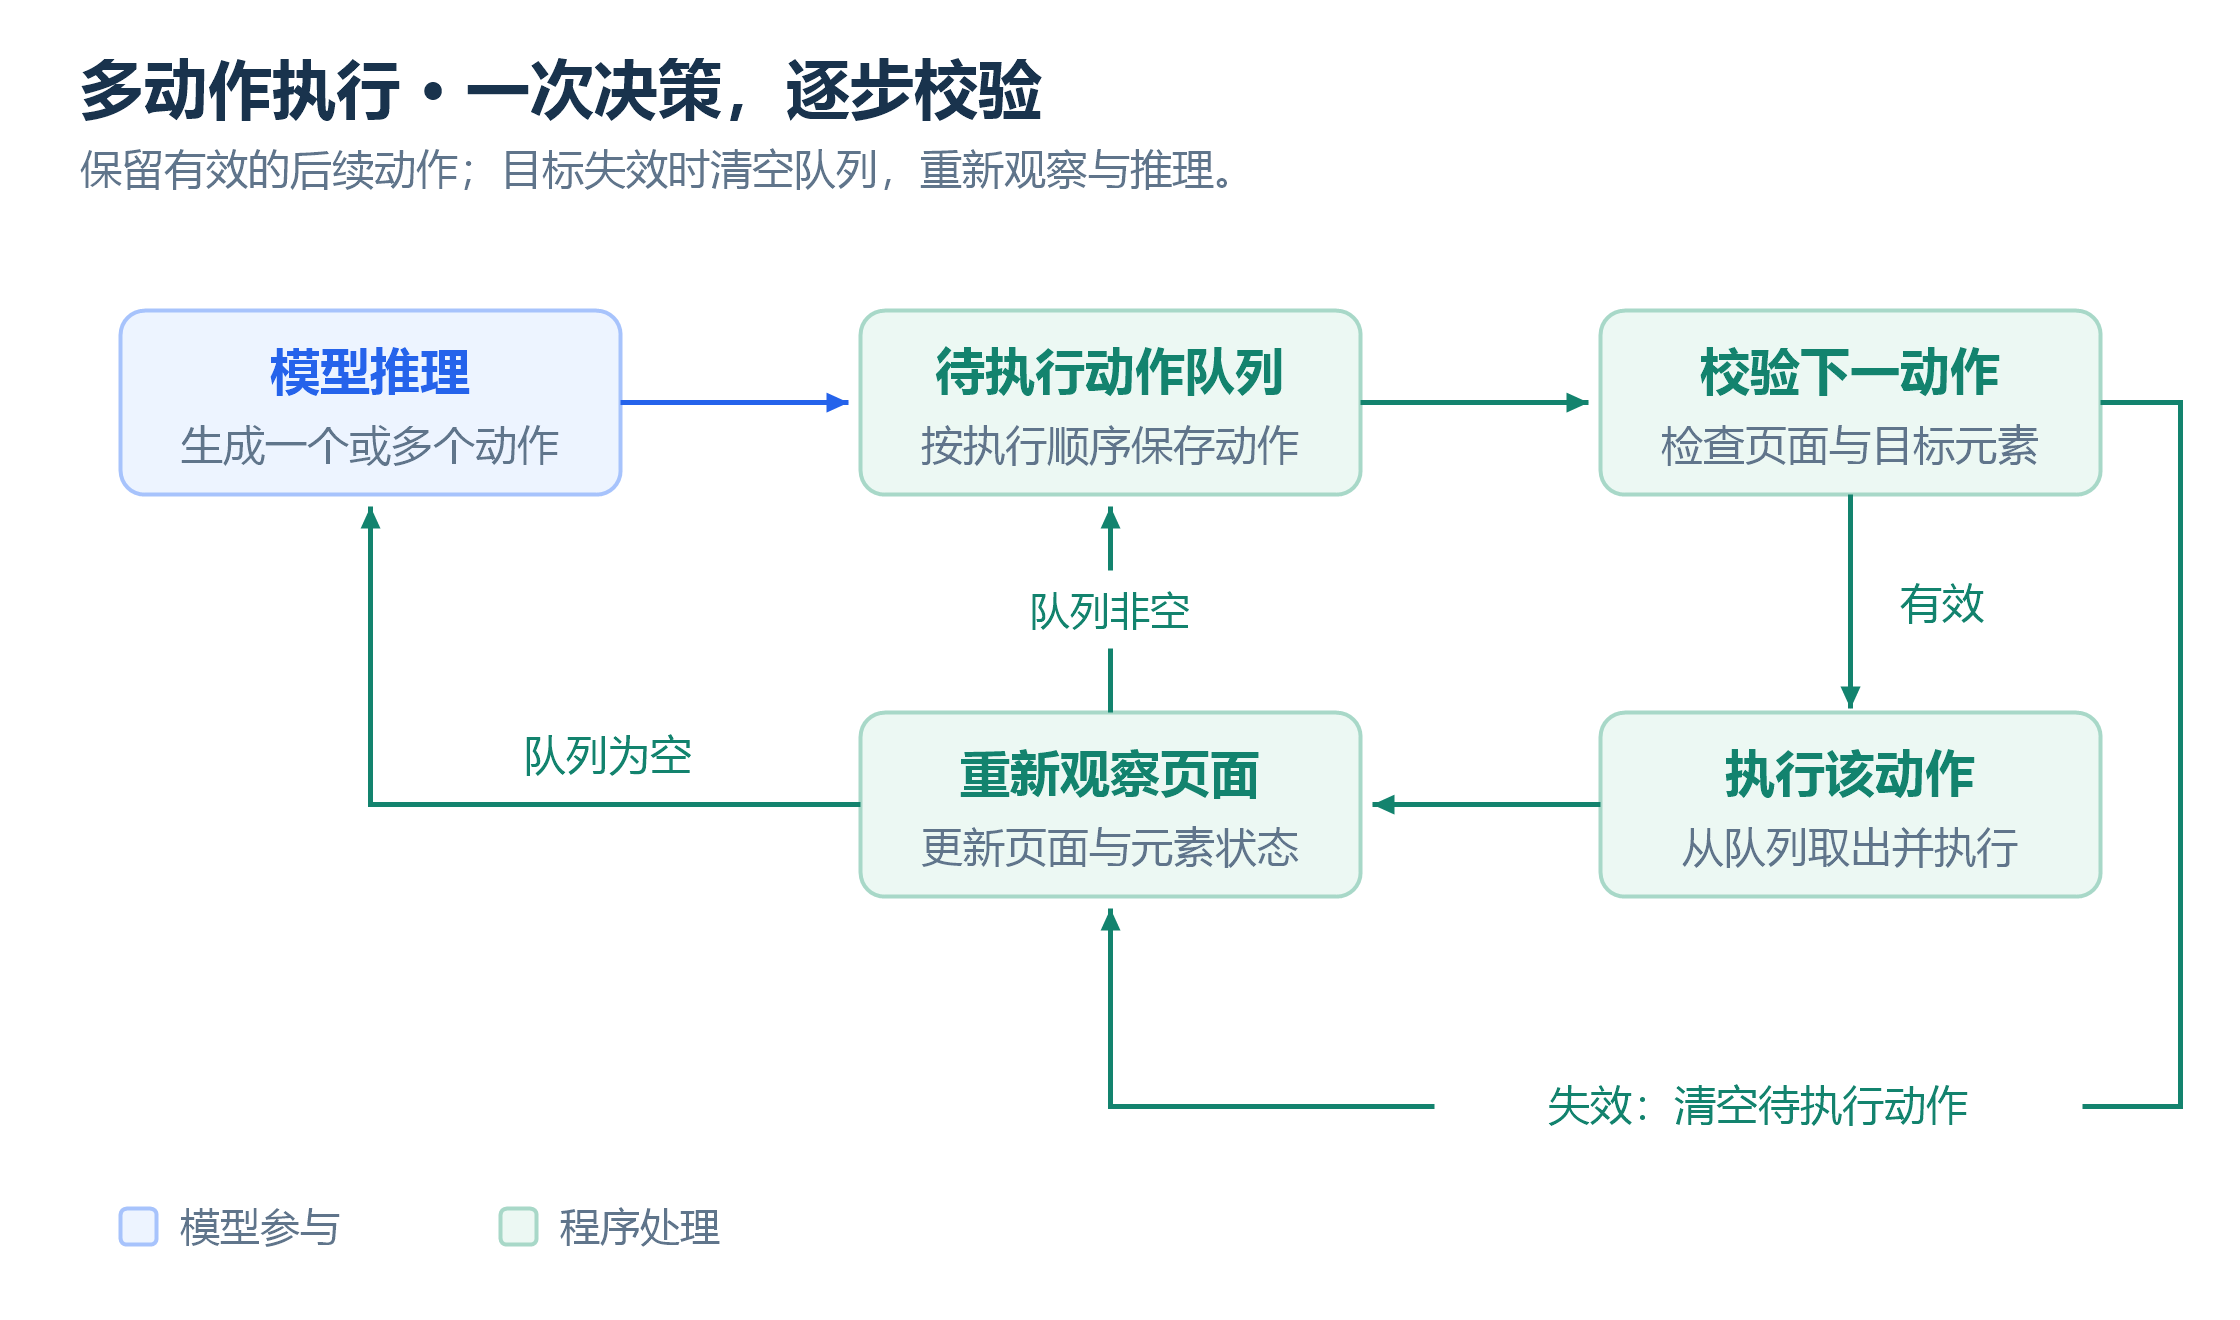 多动作执行·一次决策，逐步校验
保留有效的后续动作；目标失效时清空队列，重新观察与推理。
模型推理
生成一个或多个动作
待执行动作队列
按执行顺序保存动作
校验下一动作
检查页面与目标元素
队列非空
有效
队列为空
重新观察页面
更新页面与元素状态
执行该动作
从队列取出并执行
失效：清空待执行动作
模型参与
程序处理